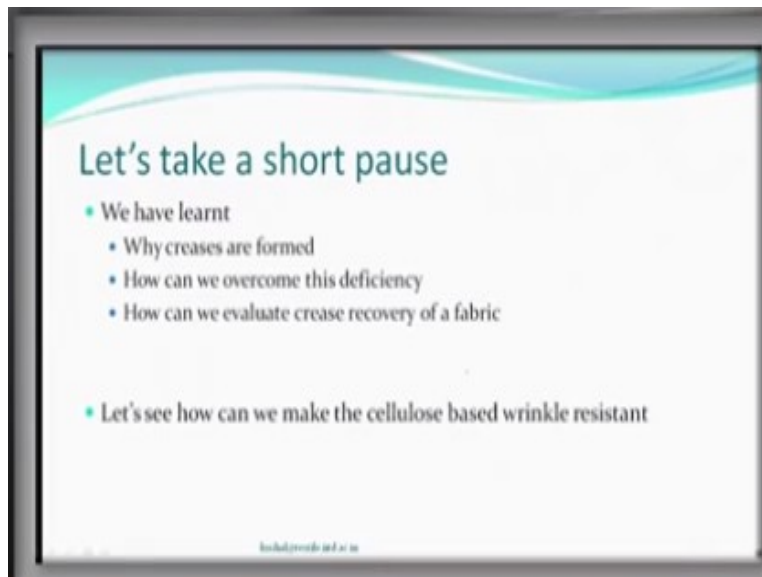 Let's take a short pause
We have learnt
Why creases are formed
How can we overcome this deficiency
How can we evaluate crease recovery of a fabric
Let's see how can we make the cellulose based wrinkle resistant